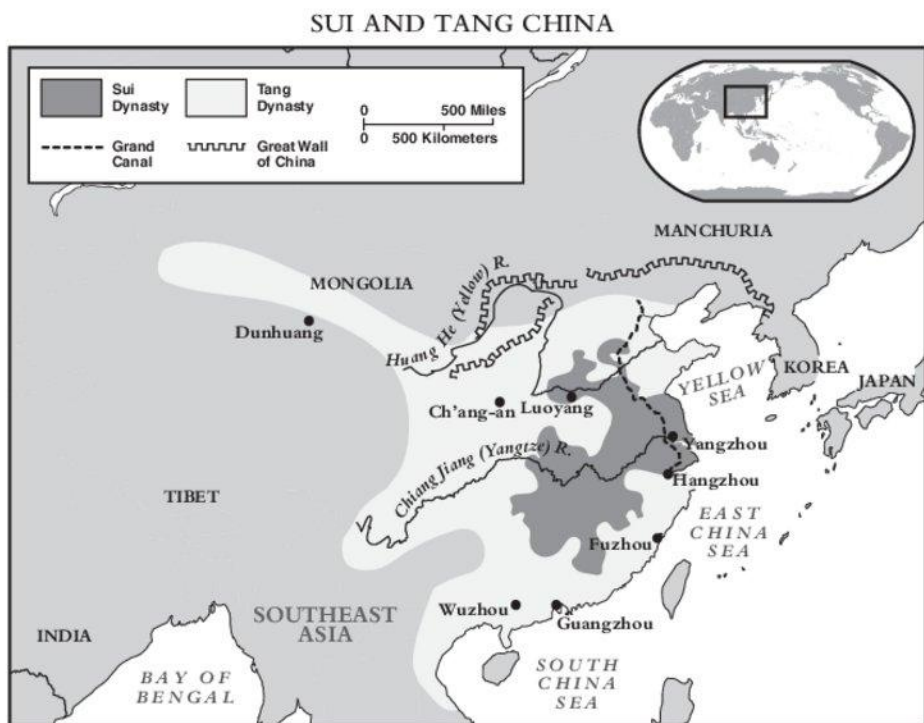 SUI AND TANG CHINA
Sui
Dynasty
Tang
Dynasty
0 500 Miles
0 500 Kilometers
Grand
Canal
Great Wall
of China
MANCHURIA
MONGOLIA
Huang He (Yellow) R.
Dunhuang
KOREA
JAPAN
YELLOW
SEA
Ch'ang-an
Luoyang
Yangzhou
Chiang Jiang (Yangtze) R.
Hangzhou
TIBET
EAST
CHINA
SEA
Fuzhou
SOUTHEAST
ASIA
Wuzhou
Guangzhou
INDIA
BAY OF
BENGAL
SOUTH
CHINA
SEA